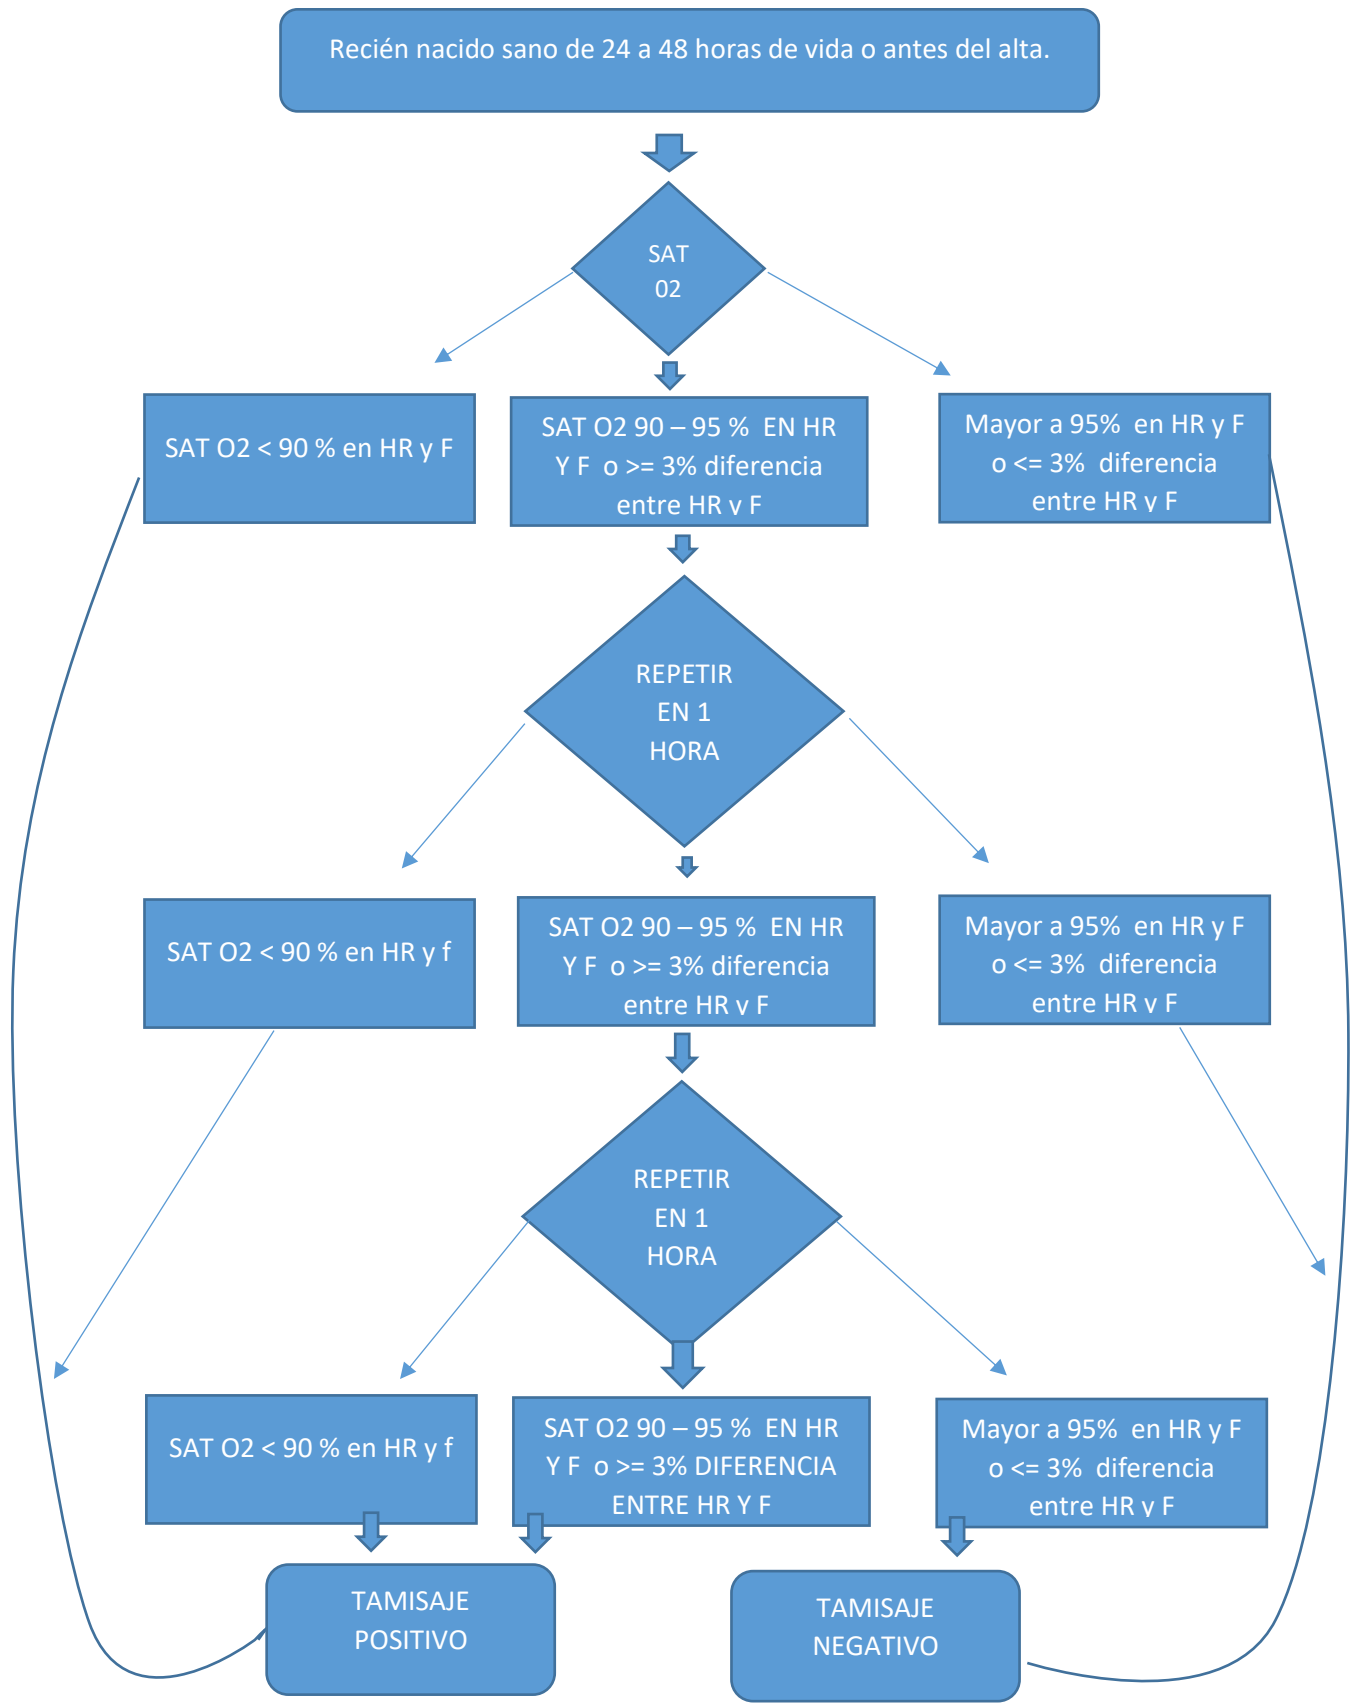 Recién nacido sano de 24 a 48 horas de vida o antes del alta.
SAT
02
SAT O2 < 90 % en HR y F
SAT O2 90 – 95 % EN HR
Y F o >= 3% diferencia
entre HR y F
Mayor a 95% en HR y F
o <= 3% diferencia
entre HR y F
REPETIR
EN 1
HORA
SAT O2 < 90 % en HR y f
SAT O2 90 – 95 % EN HR
Y F o >= 3% diferencia
entre HR y F
Mayor a 95% en HR y F
o <= 3% diferencia
entre HR y F
REPETIR
EN 1
HORA
SAT O2 < 90 % en HR y f
SAT O2 90 – 95 % EN HR
Y F o >= 3% DIFERENCIA
ENTRE HR Y F
Mayor a 95% en HR y F
o <= 3% diferencia
entre HR y F
TAMISAJE
POSITIVO
TAMISAJE
NEGATIVO